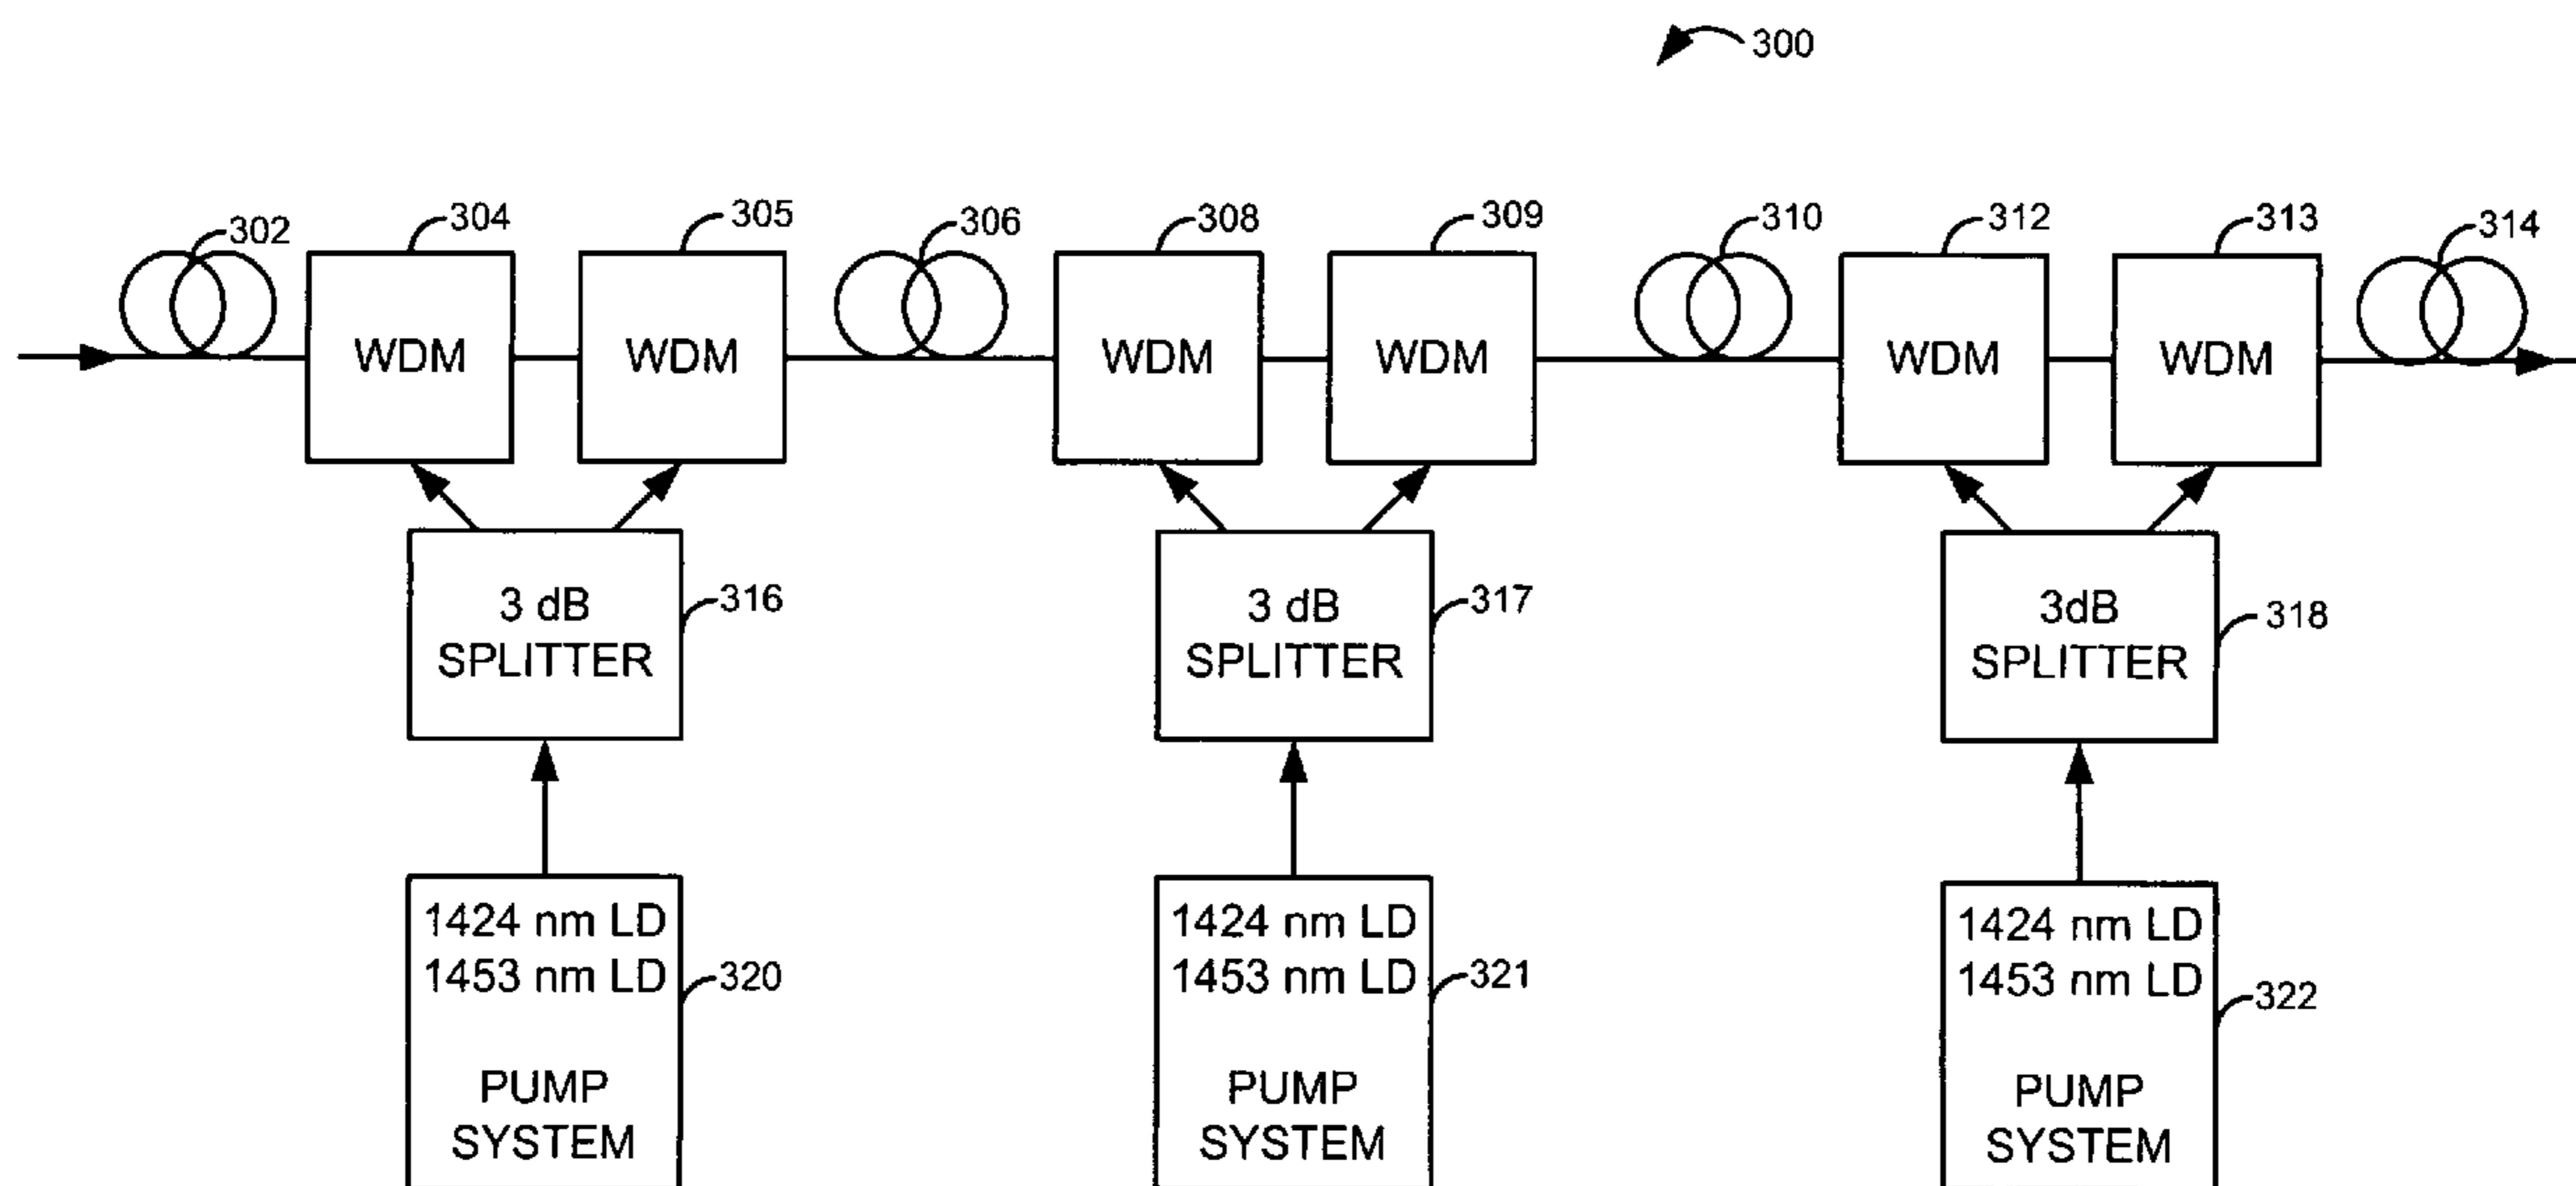 300
302
304
305
306
308
309
310
312
313
314
WDM
WDM
WDM
WDM
WDM
WDM
3 dB
SPLITTER
316
3 dB
SPLITTER
317
3dB
SPLITTER
318
1424 nm LD
1453 nm LD
PUMP
SYSTEM
320
1424 nm LD
1453 nm LD
PUMP
SYSTEM
321
1424 nm LD
1453 nm LD
PUMP
SYSTEM
322